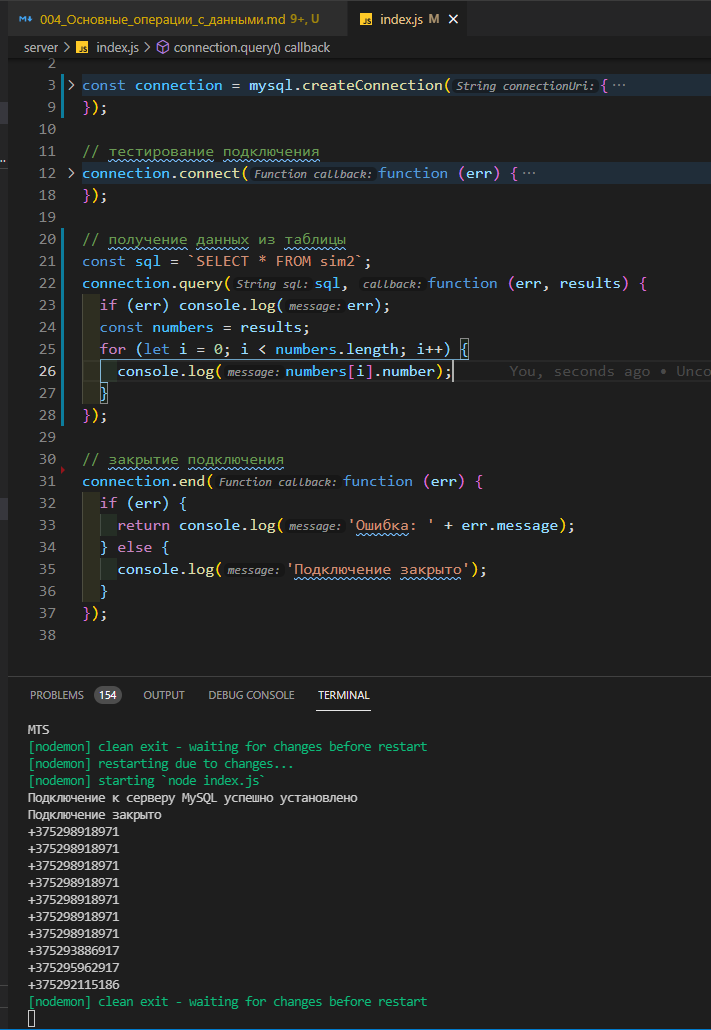 004_Основные_операции_с_данными.md 9+, U
index.js M
server > index.js > connection.query() callback
2
3 const connection = mysql.createConnection(String connectionUri:{ ···
9 });
10
11 // тестирование подключения
12 connection.connect(Function callback:function (err) { ···
18 });
19
20 // получение данных из таблицы
21 const sql = `SELECT * FROM sim2`;
22 connection.query(String sql:sql, callback:function (err, results) {
23 if (err) console.log(message:err);
24 const numbers = results;
25 for (let i = 0; i < numbers.length; i++) {
26 console.log(message:numbers[i].number); You, seconds ago • Unco
27 }
28 });
29
30 // закрытие подключения
31 connection.end(Function callback:function (err) {
32 if (err) {
33 return console.log(message:'Ошибка: ' + err.message);
34 } else {
35 console.log(message:'Подключение закрыто');
36 }
37 });
38
PROBLEMS 154 OUTPUT DEBUG CONSOLE TERMINAL
MTS
[nodemon] clean exit - waiting for changes before restart
[nodemon] restarting due to changes...
[nodemon] starting `node index.js`
Подключение к серверу MySQL успешно установлено
Подключение закрыто
+375298918971
+375298918971
+375298918971
+375298918971
+375298918971
+375298918971
+375298918971
+375293886917
+375295962917
+375292115186
[nodemon] clean exit - waiting for changes before restart